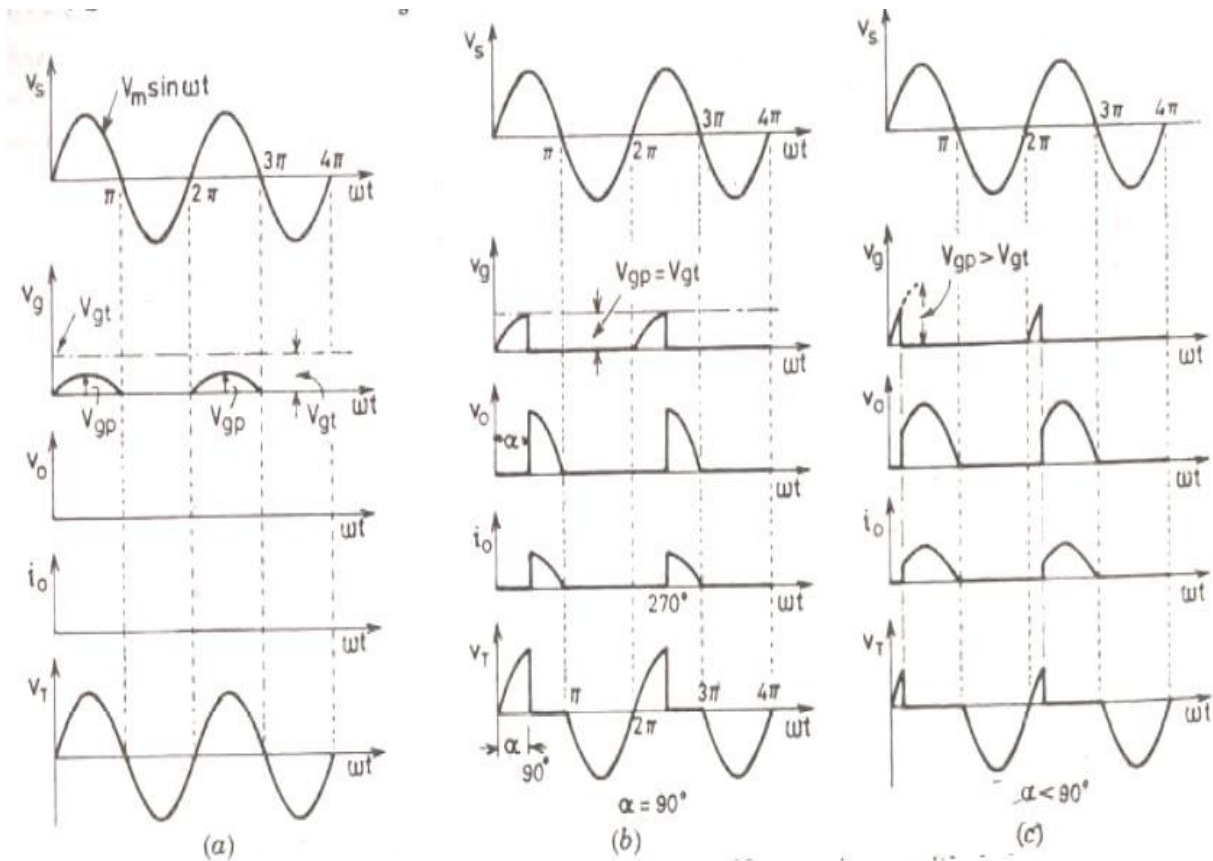 Vs
Vm sin ωt
π
2π
3π
4π
ωt
Vg
Vgt
Vgp
Vgp
Vgt
ωt
Vo
ωt
io
ωt
VT
ωt
(a)
Vs
π
2π
3π
4π
ωt
Vg
Vgp = Vgt
Vo
α
ωt
io
270°
ωt
VT
π
2π
3π
4π
ωt
α
90°
α = 90°
(b)
Vs
π
2π
3π
4π
ωt
Vg
Vgp > Vgt
ωt
Vo
ωt
io
ωt
VT
ωt
α < 90°
(c)